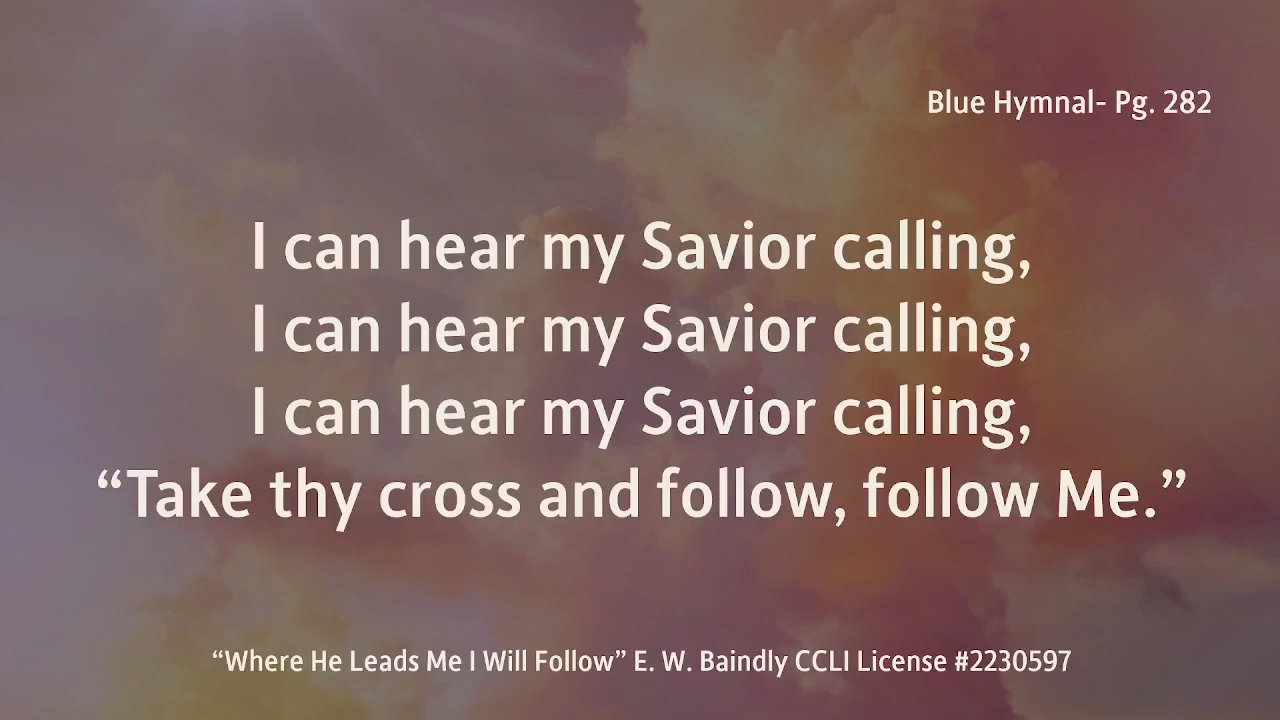 Blue Hymnal- Pg. 282
I can hear my Savior calling,
I can hear my Savior calling,
I can hear my Savior calling,
“Take thy cross and follow, follow Me.”
“Where He Leads Me I Will Follow” E. W. Baindly CCLI License #2230597